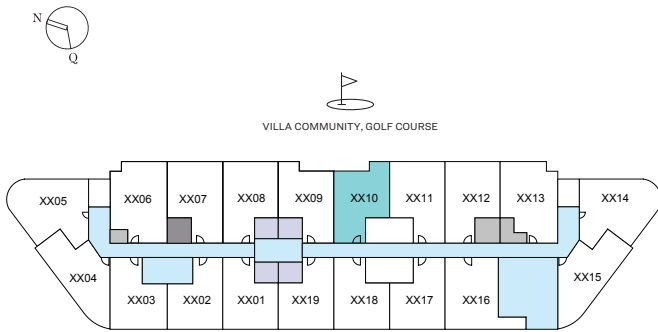 N
Q
VILLA COMMUNITY, GOLF COURSE
XX05 XX06 XX07 XX08 XX09 XX10 XX11 XX12 XX13 XX14
XX04 XX15
XX03 XX02 XX01 XX19 XX18 XX17 XX16